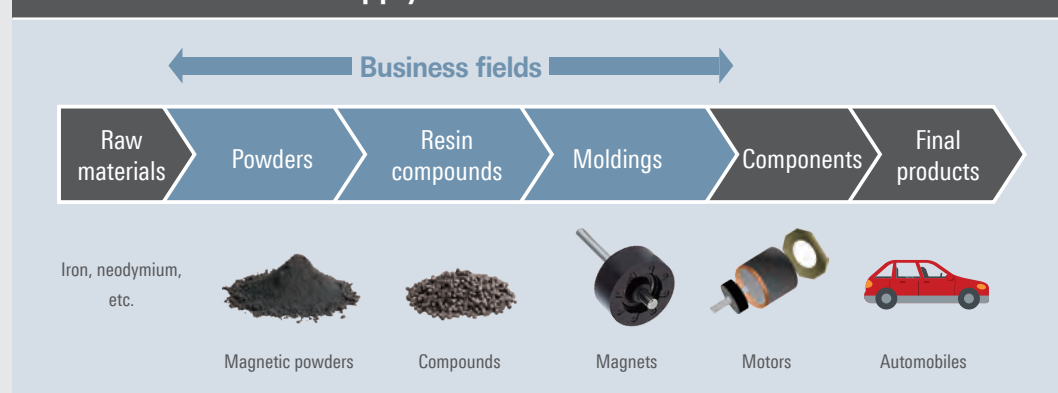 Business fields
Raw
materials
Powders
Resin
compounds
Moldings
Components
Final
products
Iron, neodymium,
etc.
Magnetic powders
Compounds
Magnets
Motors
Automobiles